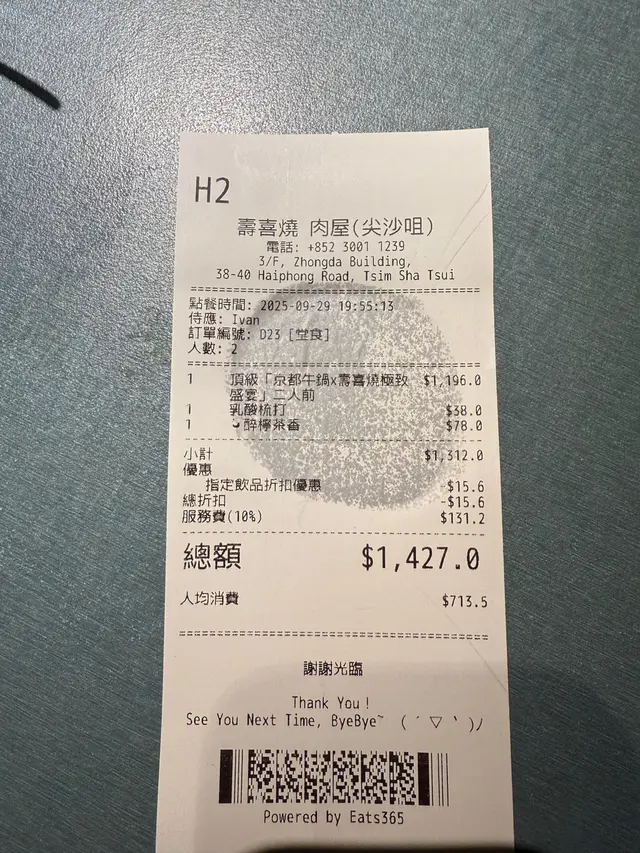 H2
壽喜燒 肉屋(尖沙咀)
電話: +852 3001 1239
3/F, Zhongda Building,
38-40 Haiphong Road, Tsim Sha Tsui
點餐時間: 2025-09-29 19:55:13
侍應: Ivan
訂單編號: D23 [堂食]
人數: 2
1 頂級「京都牛鍋x壽喜燒極致 $1,196.0
盛宴」二人前
1 乳酸梳打 $38.0
1 醉檸茶香 $78.0
小計 $1,312.0
優惠
指定飲品折扣優惠 -$15.6
總折扣 -$15.6
服務費(10%) $131.2
總額 $1,427.0
人均消費 $713.5
謝謝光臨
Thank You!
See You Next Time, ByeBye~ (´▽`)ﾉ
Powered by Eats365